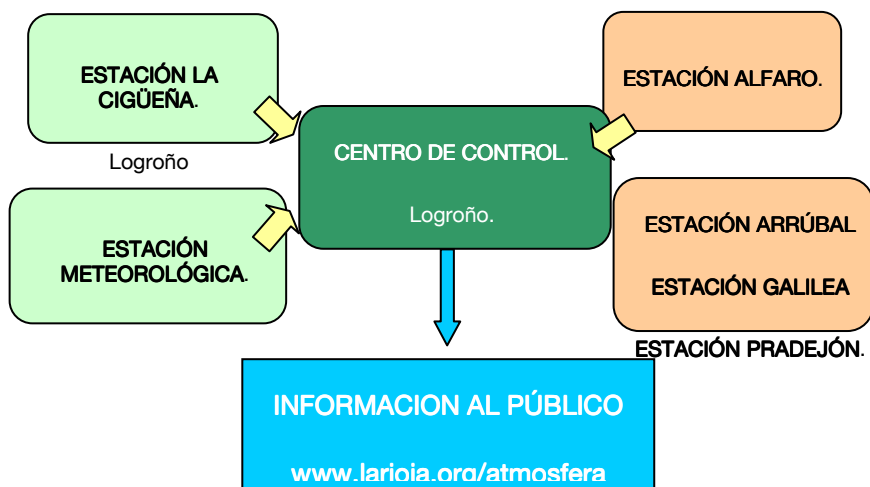 ESTACIÓN LA
CIGÜEÑA.
Logroño
ESTACIÓN
METEOROLÓGICA.
CENTRO DE CONTROL.
Logroño.
ESTACIÓN ALFARO.
ESTACIÓN ARRÚBAL
ESTACIÓN GALILEA
ESTACIÓN PRADEJÓN.
INFORMACION AL PÚBLICO
www.larioja.org/atmosfera